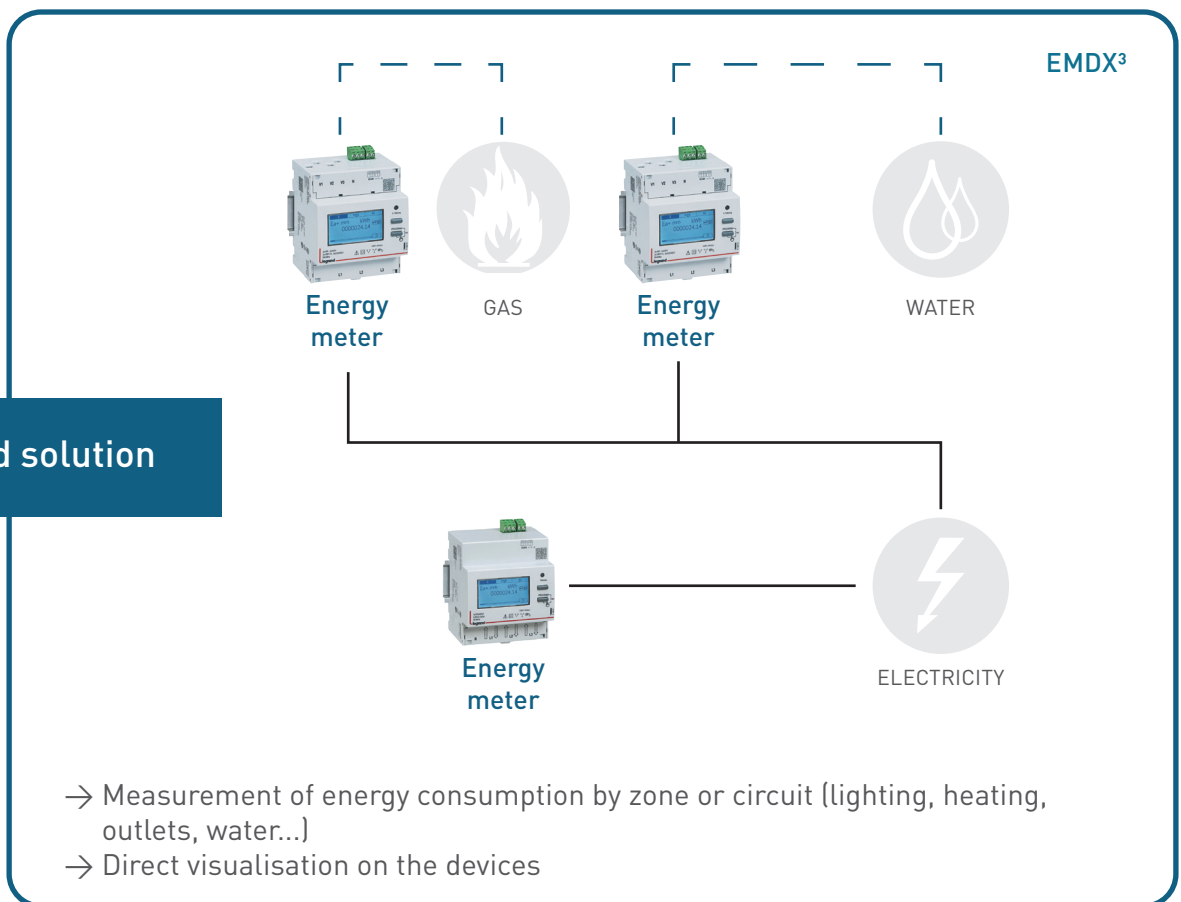 EMDX³
Energy
meter
GAS
Energy
meter
WATER
d solution
Energy
meter
ELECTRICITY
→ Measurement of energy consumption by zone or circuit (lighting, heating,
outlets, water...)
→ Direct visualisation on the devices